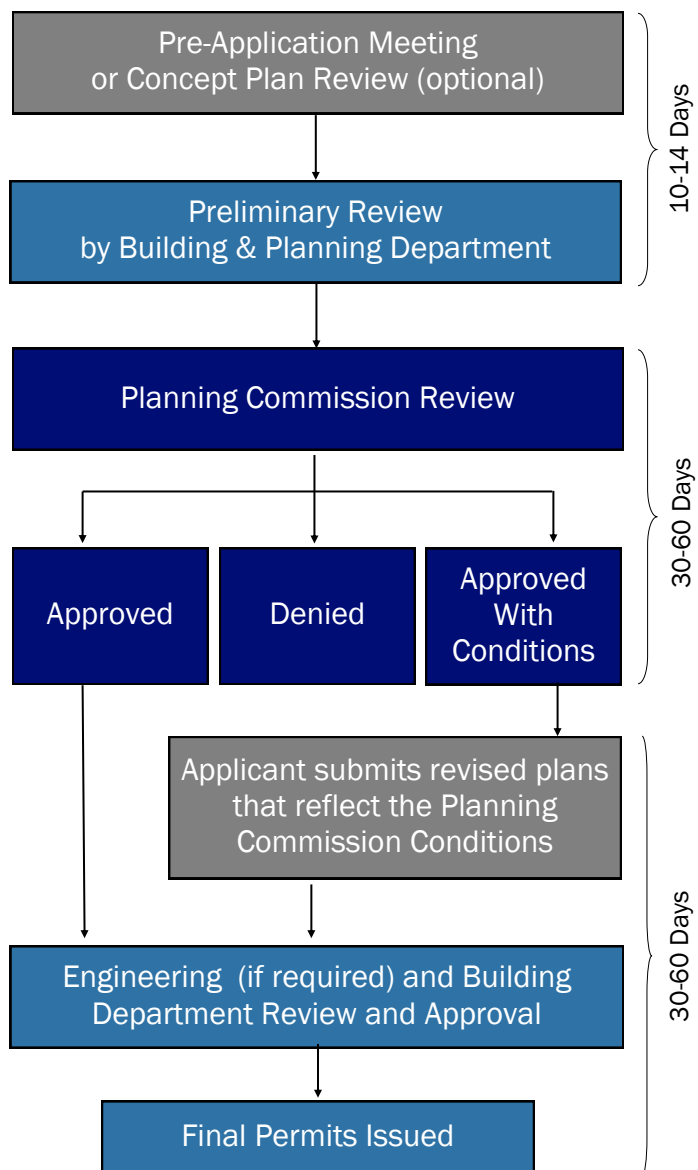 Pre-Application Meeting
or Concept Plan Review (optional)
10-14 Days
Preliminary Review
by Building & Planning Department
Planning Commission Review
30-60 Days
Approved
Denied
Approved
With
Conditions
Applicant submits revised plans
that reflect the Planning
Commission Conditions
30-60 Days
Engineering  (if required) and Building
Department Review and Approval
Final Permits Issued